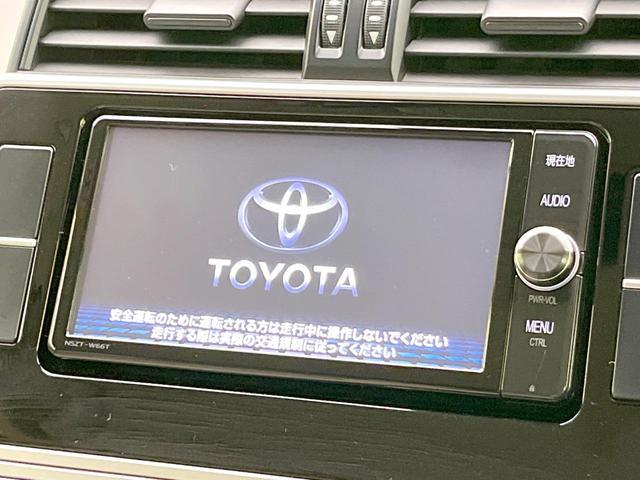 現在地
AUDIO
PWR-VOL
MENU
CTRL
TOYOTA
安全運転のために運転される方は走行中に操作しないでください
走行する際は実際の交通規制に従ってください
NSZT-W66T